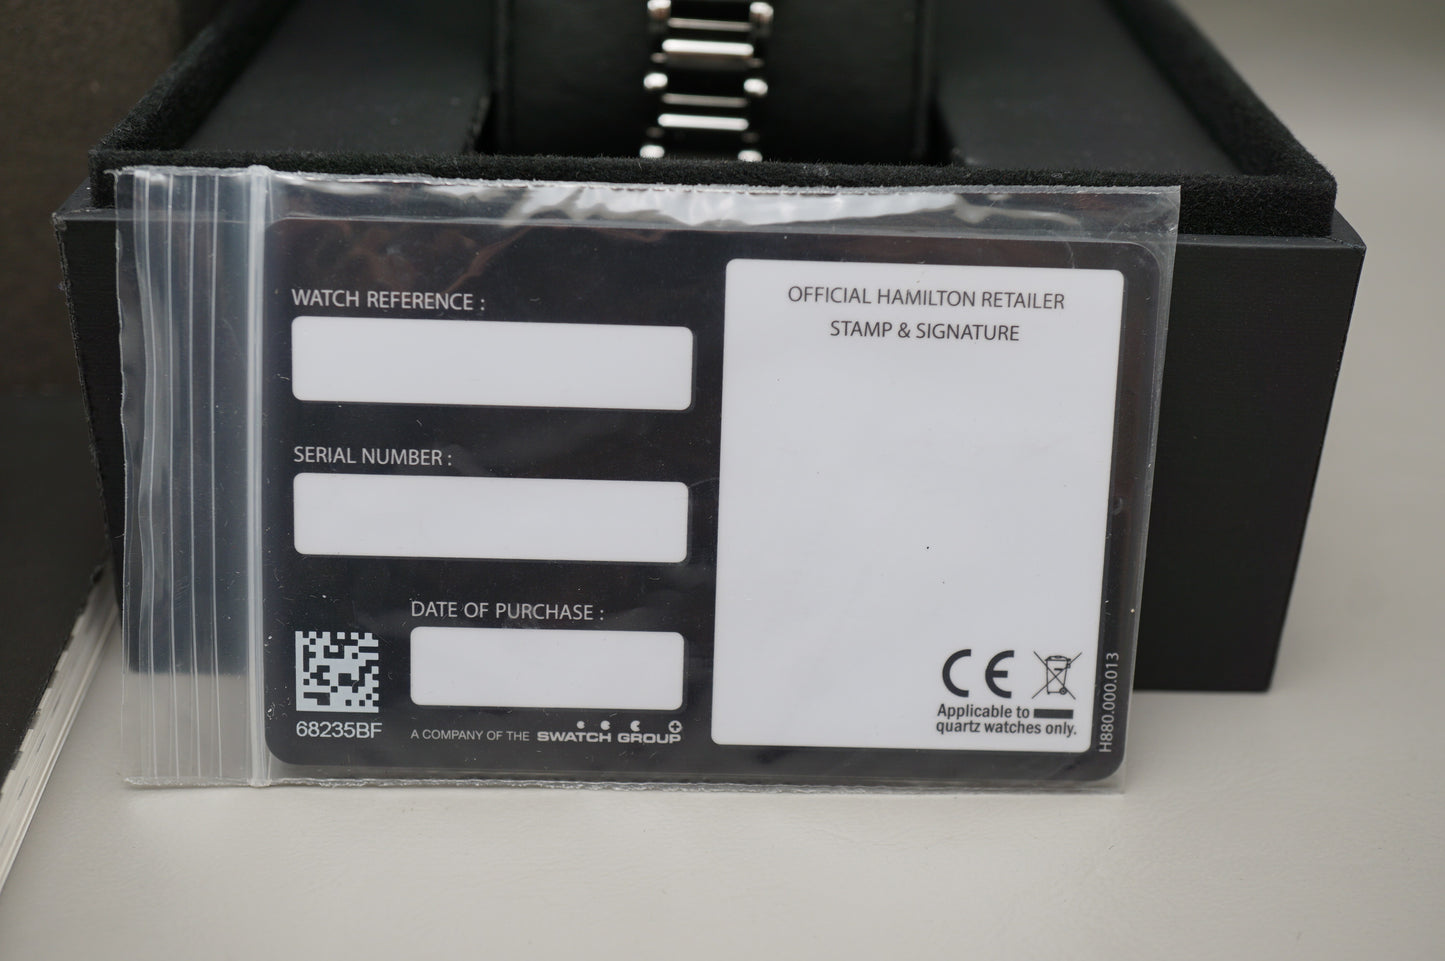 WATCH REFERENCE :
SERIAL NUMBER :
DATE OF PURCHASE :
68235BF
A COMPANY OF THE SWATCH GROUP
OFFICIAL HAMILTON RETAILER
STAMP & SIGNATURE
CE
Applicable to
quartz watches only.
H880.000.013